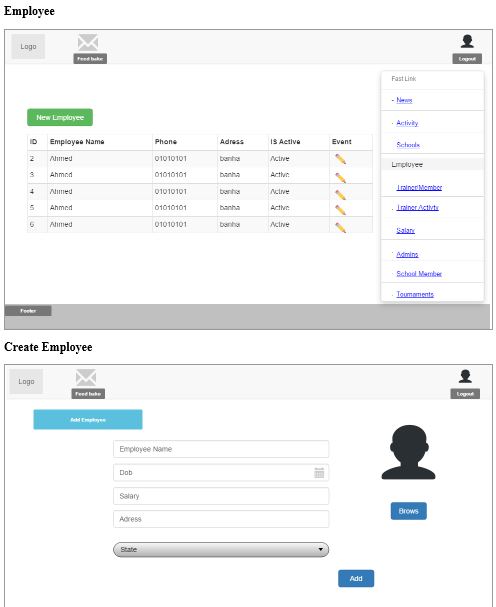 Employee
Logo
Feed bake
Logout
Fast Link
- News
New Employee
- Activity
- Schools
ID Employee Name Phone Adress IS Active Event
2 Ahmed 01010101 banha Active
3 Ahmed 01010101 banha Active
4 Ahmed 01010101 banha Active
5 Ahmed 01010101 banha Active
6 Ahmed 01010101 banha Active
Employee
- Trainer/Member
- Trainer Activty
- Salary
- Admins
- School Member
- Tournaments
Footer
Create Employee
Logo
Feed bake
Logout
Add Employee
Employee Name
Dob
Salary
Adress
State
Brows
Add